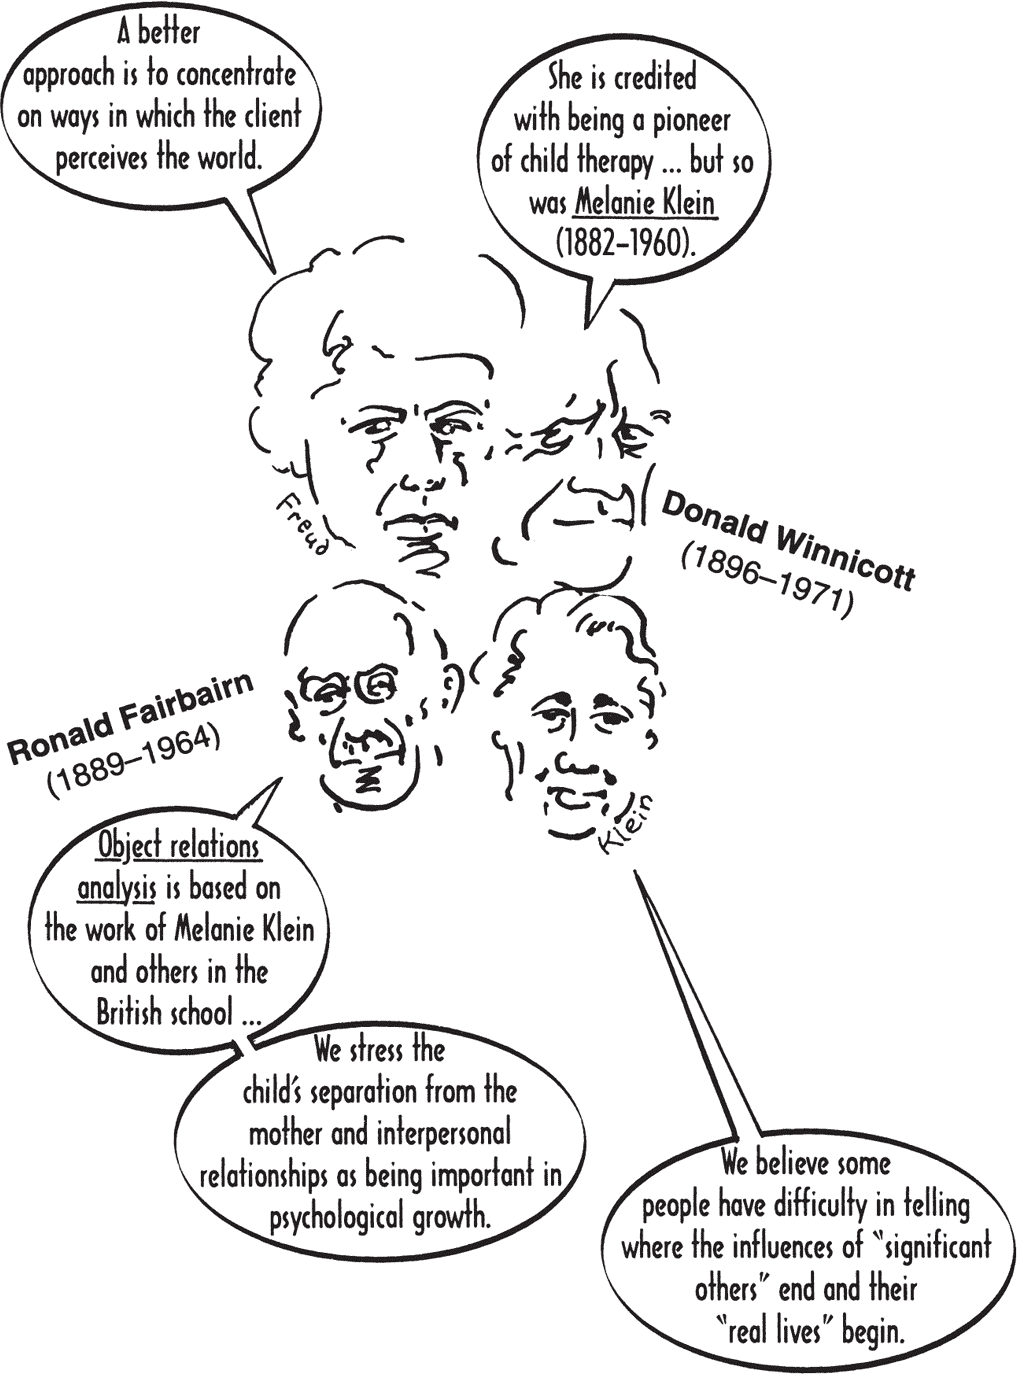 A better
approach is to concentrate
on ways in which the client
perceives the world.
She is credited
with being a pioneer
of child therapy ... but so
was Melanie Klein
(1882–1960).
Freud
Donald Winnicott
(1896–1971)
Ronald Fairbairn
(1889–1964)
Klein
Object relations
analysis is based on
the work of Melanie Klein
and others in the
British school ...
We stress the
child's separation from the
mother and interpersonal
relationships as being important in
psychological growth.
We believe some
people have difficulty in telling
where the influences of "significant
others" end and their
"real lives" begin.